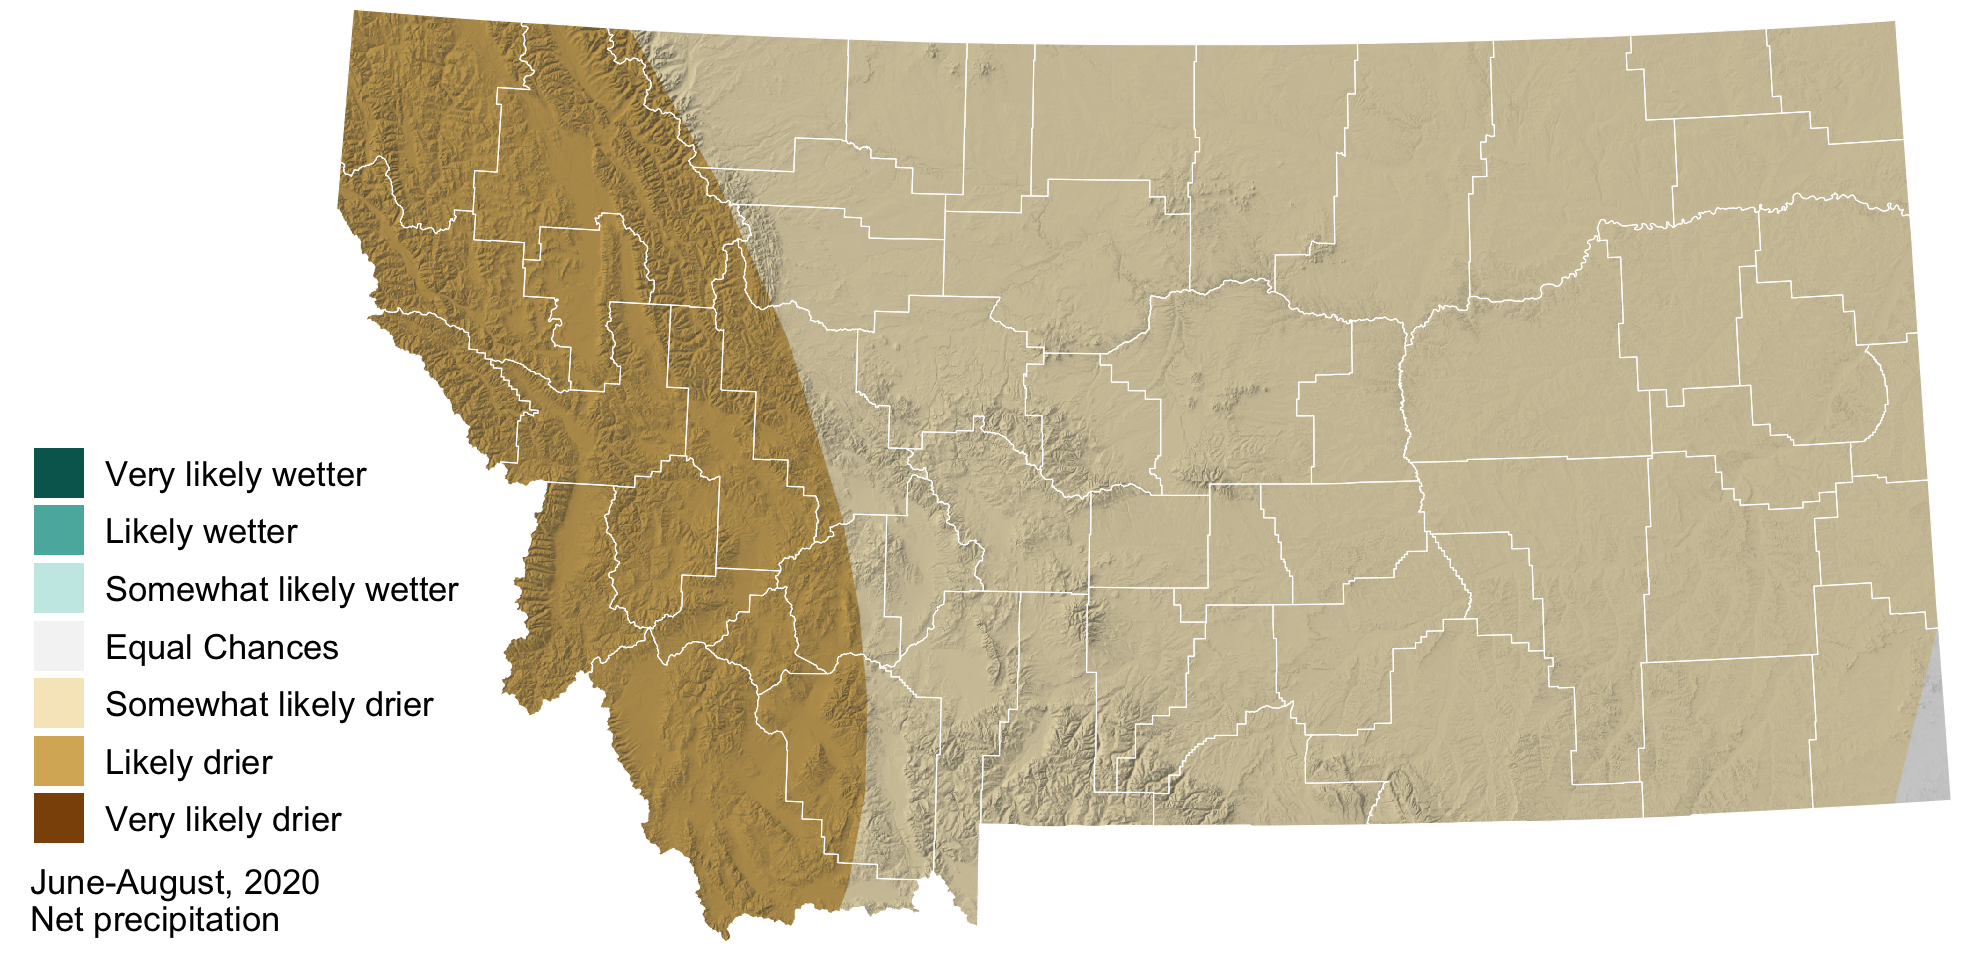 Very likely wetter
Likely wetter
Somewhat likely wetter
Equal Chances
Somewhat likely drier
Likely drier
Very likely drier
June-August, 2020
Net precipitation